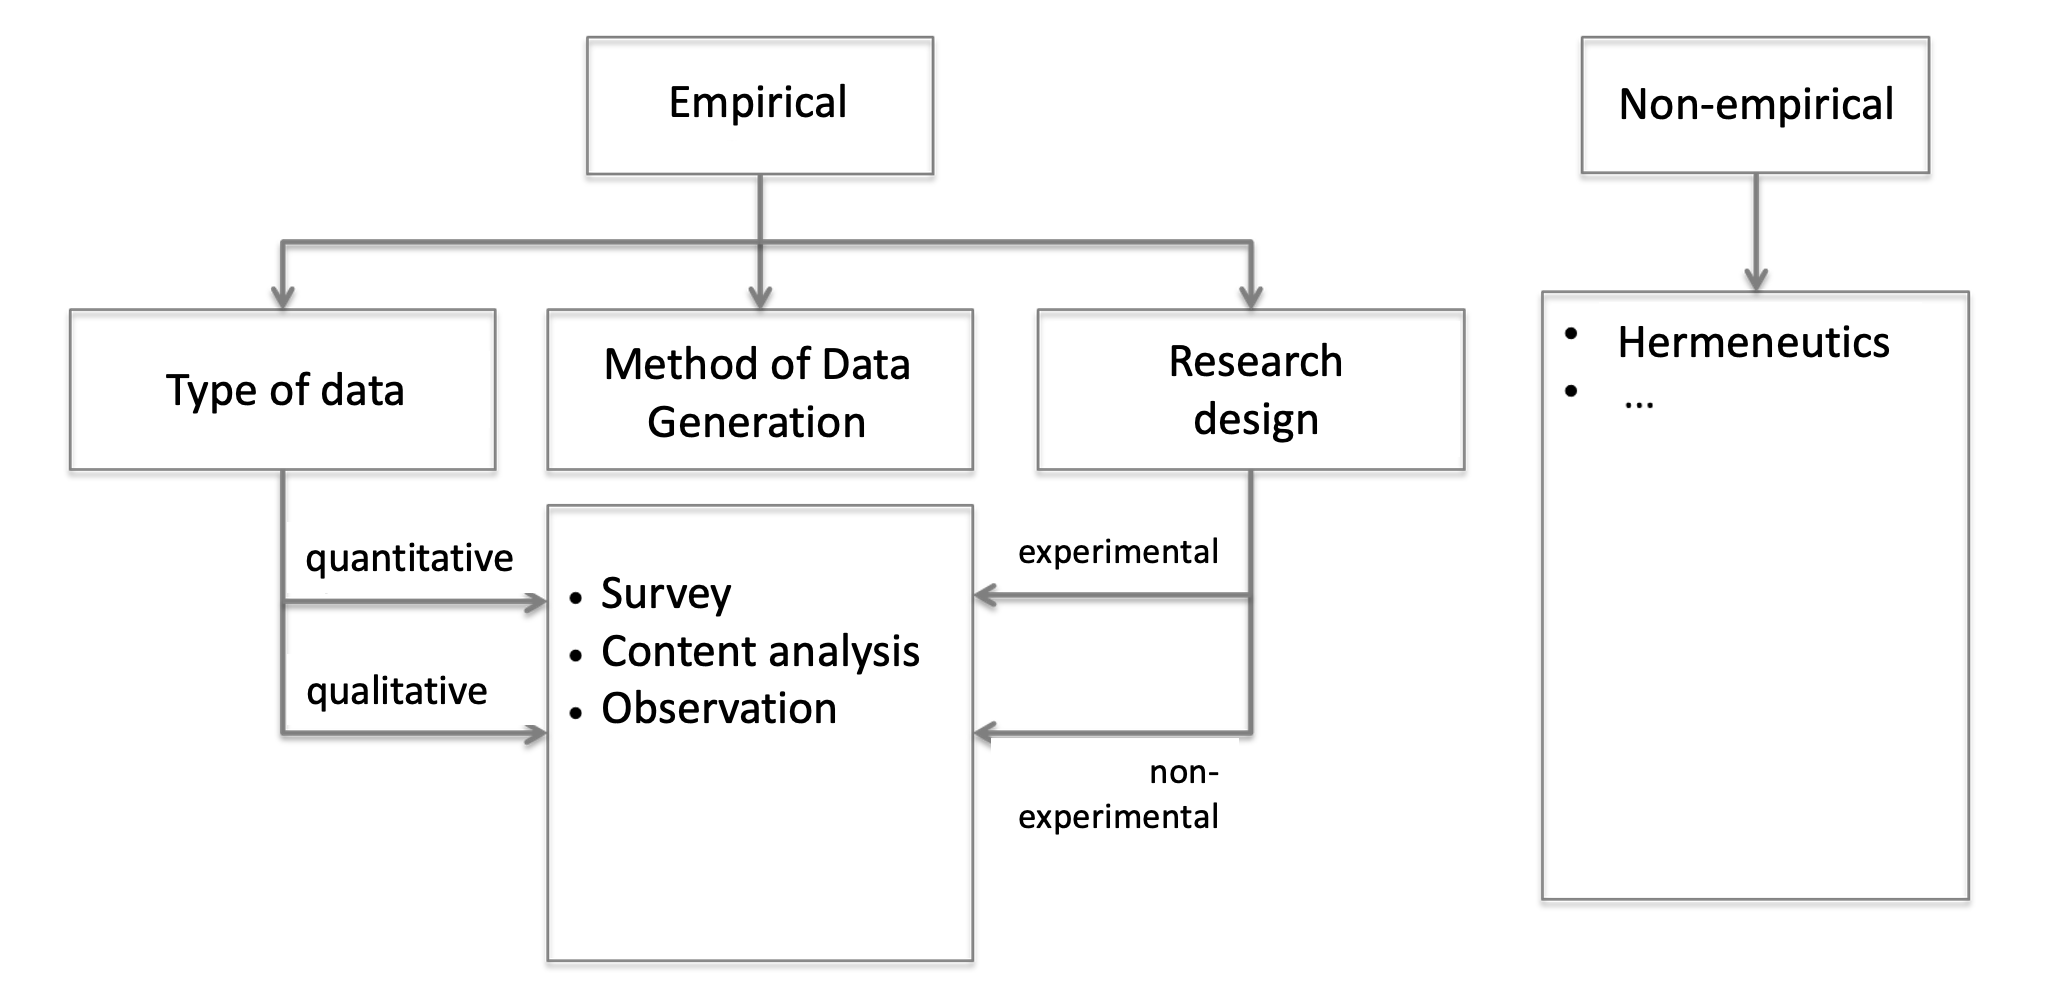 Empirical
Non-empirical
Type of data
Method of Data
Generation
Research
design
quantitative
qualitative
• Survey
• Content analysis
• Observation
experimental
non-
experimental
• Hermeneutics
• ...